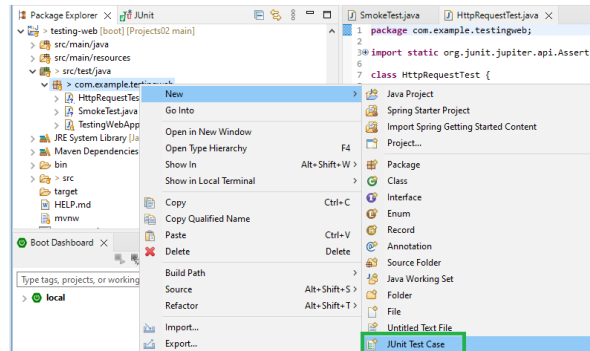 Package Explorer
JUnit
SmokeTest.java
HttpRequestTest.java
> testing-web [boot] [Projects02 main]
src/main/java
src/main/resources
> src/test/java
> com.example.testingweb
HttpRequestTes
SmokeTest.java
TestingWebApp
JRE System Library [Ja
Maven Dependencies
bin
> src
target
HELP.md
mvnw
Boot Dashboard
Type tags, projects, or working
local
1 package com.example.testingweb;
2
3 import static org.junit.jupiter.api.Assert
6
7 class HttpRequestTest {
New
Go Into
Open in New Window
Open Type Hierarchy F4
Show In Alt+Shift+W >
Show in Local Terminal
Copy Ctrl+C
Copy Qualified Name
Paste Ctrl+V
Delete Delete
Build Path
Source Alt+Shift+S >
Refactor Alt+Shift+T >
Import...
Export...
Java Project
Spring Starter Project
Import Spring Getting Started Content
Project...
Package
Class
Interface
Enum
Record
Annotation
Source Folder
Java Working Set
Folder
File
Untitled Text File
JUnit Test Case